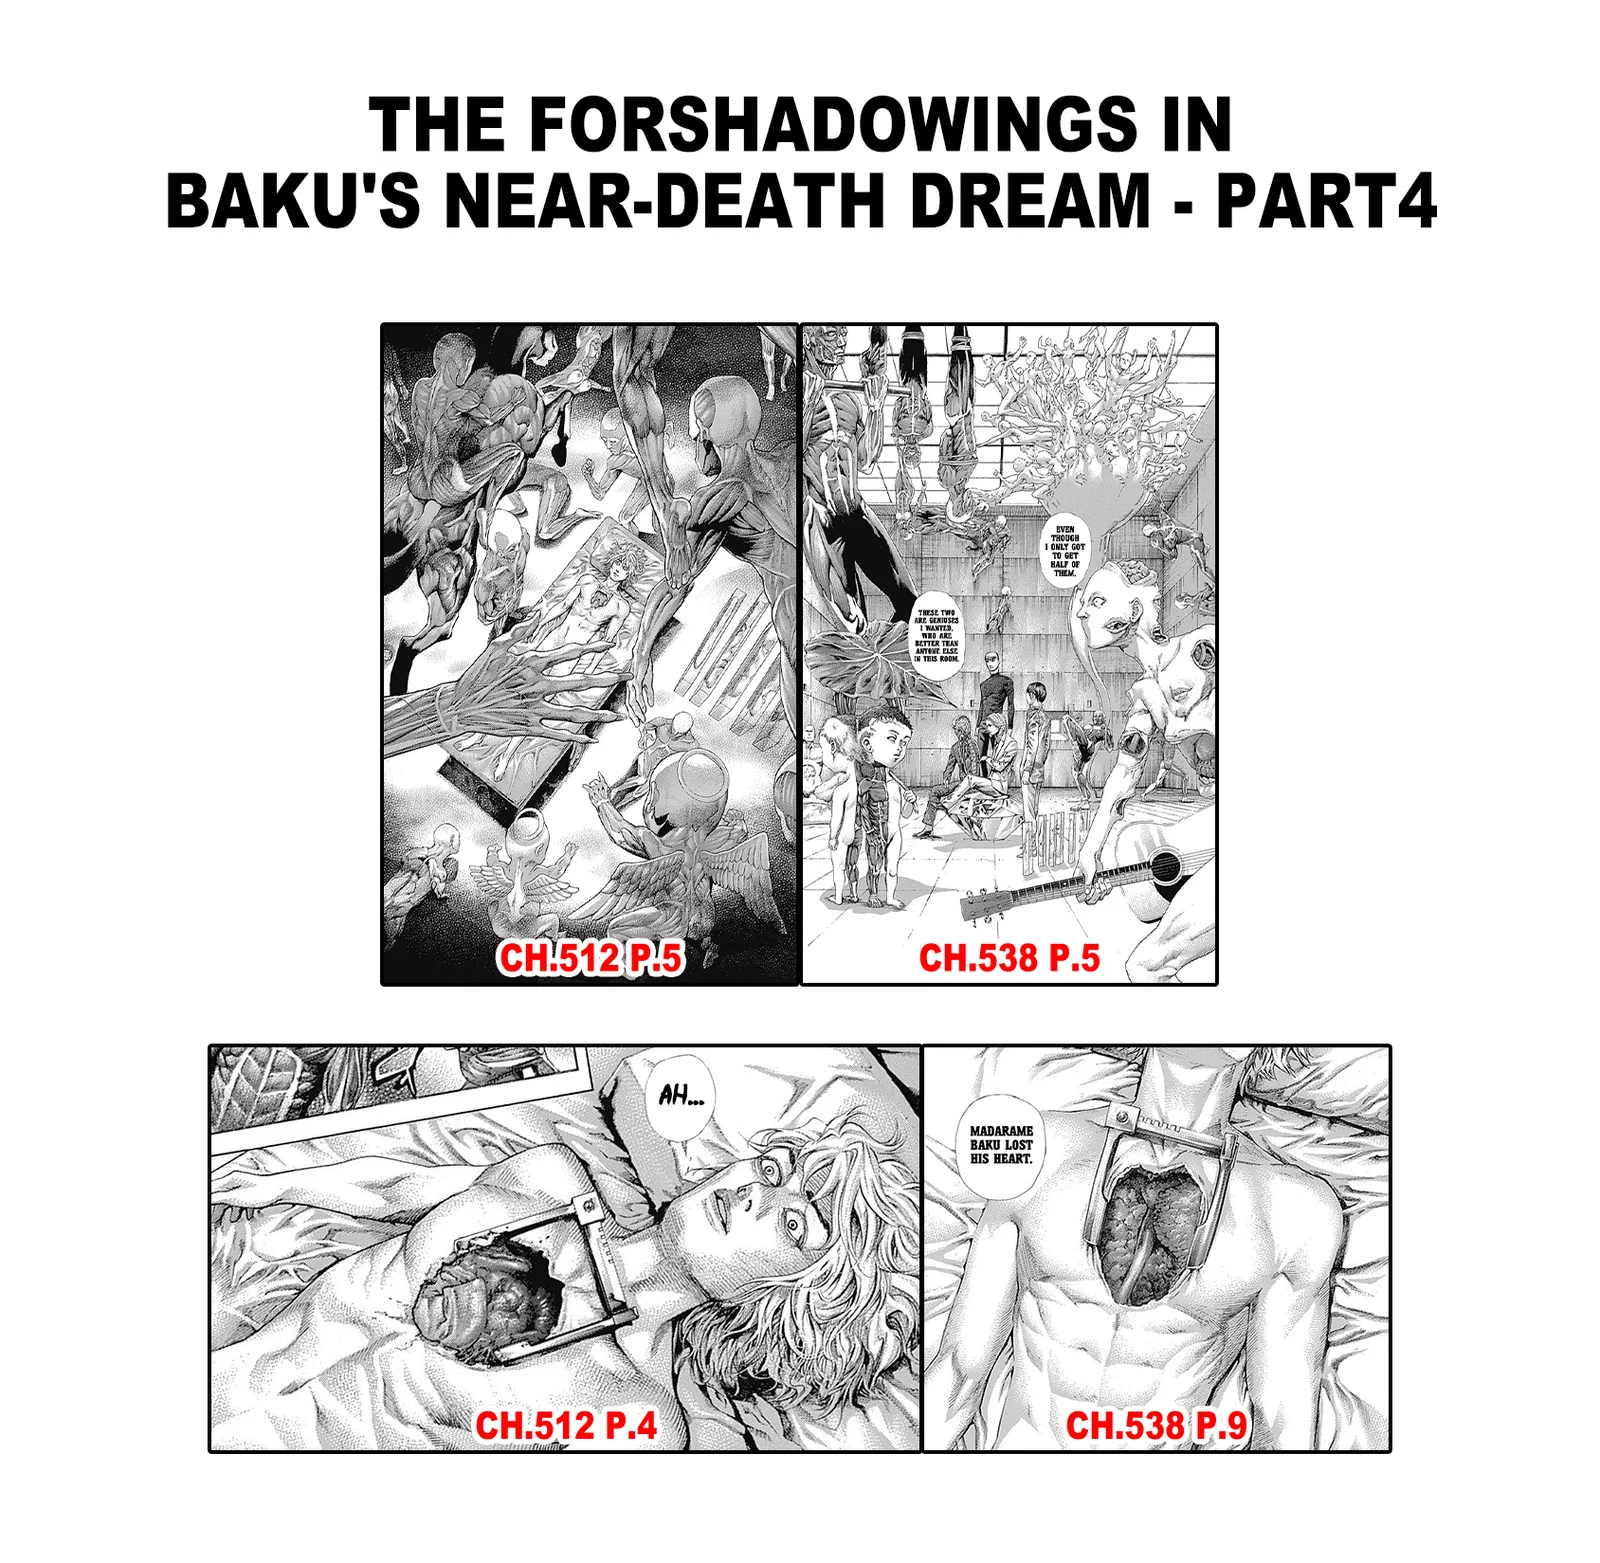 THE FORSHADOWINGS IN
BAKU'S NEAR-DEATH DREAM - PART4
EVEN
THOUGH
I ONLY GOT
TO GET
HALF OF
THEM.
THESE TWO
ARE GENIUSES
I WANTED,
WHO ARE
BETTER THAN
ANYONE ELSE
IN THIS ROOM.
CH.512 P.5
CH.538 P.5
AH...
MADARAME
BAKU LOST
HIS HEART.
CH.512 P.4
CH.538 P.9